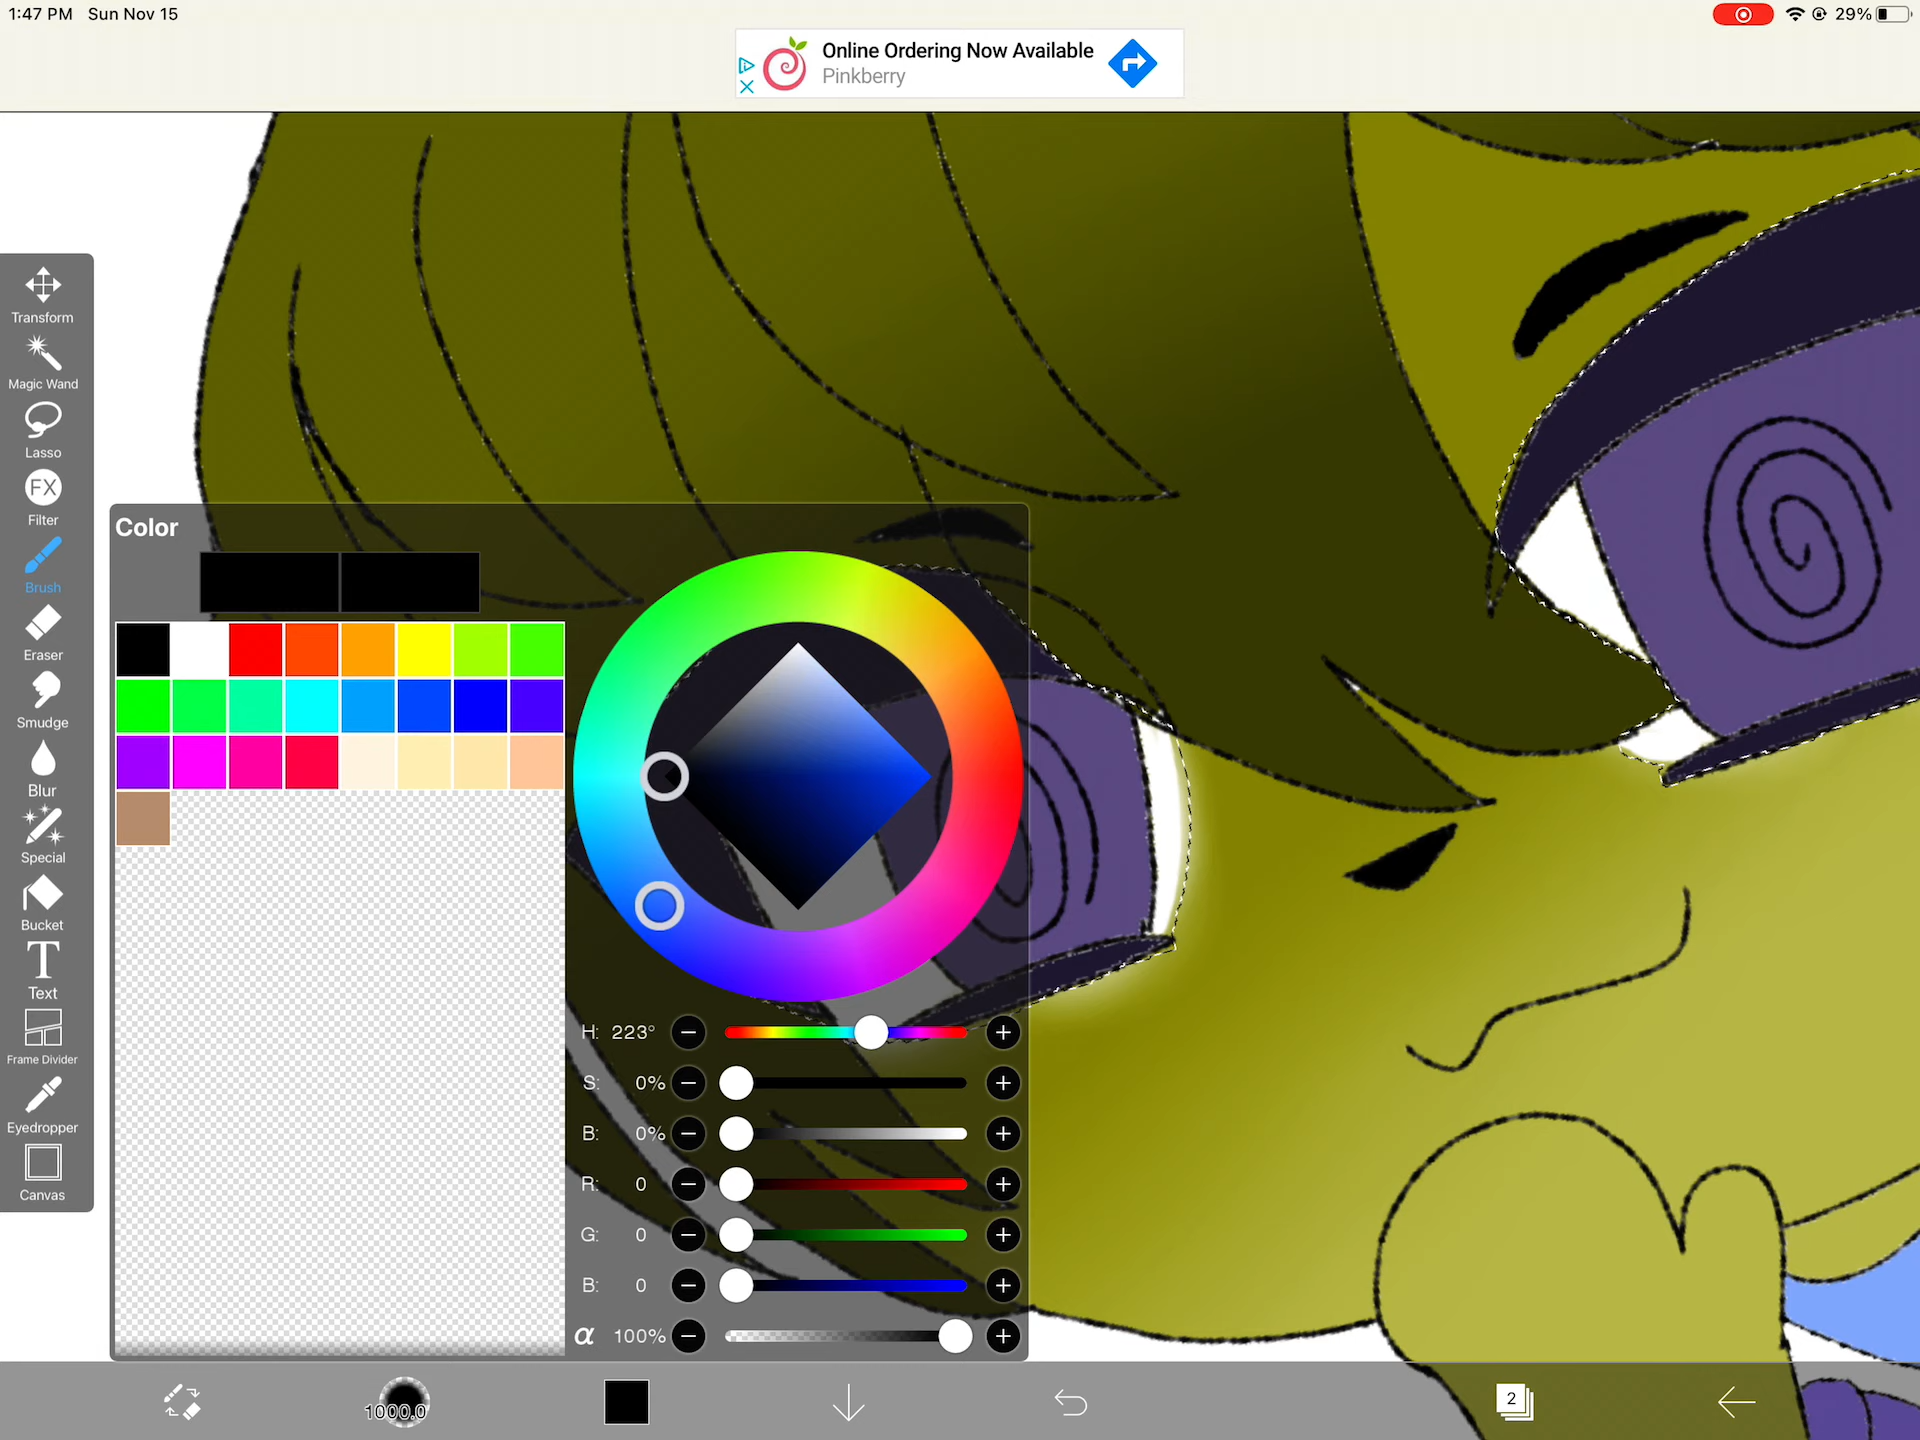 1:47 PM Sun Nov 15
29%
Online Ordering Now Available
Pinkberry
Transform
Magic Wand
Lasso
FX
Filter
Brush
Eraser
Smudge
Blur
Special
Bucket
T
Text
Frame Divider
Eyedropper
Canvas
Color
H: 223°
S: 0%
B: 0%
R: 0
G: 0
B: 0
α 100%
1000.0
2